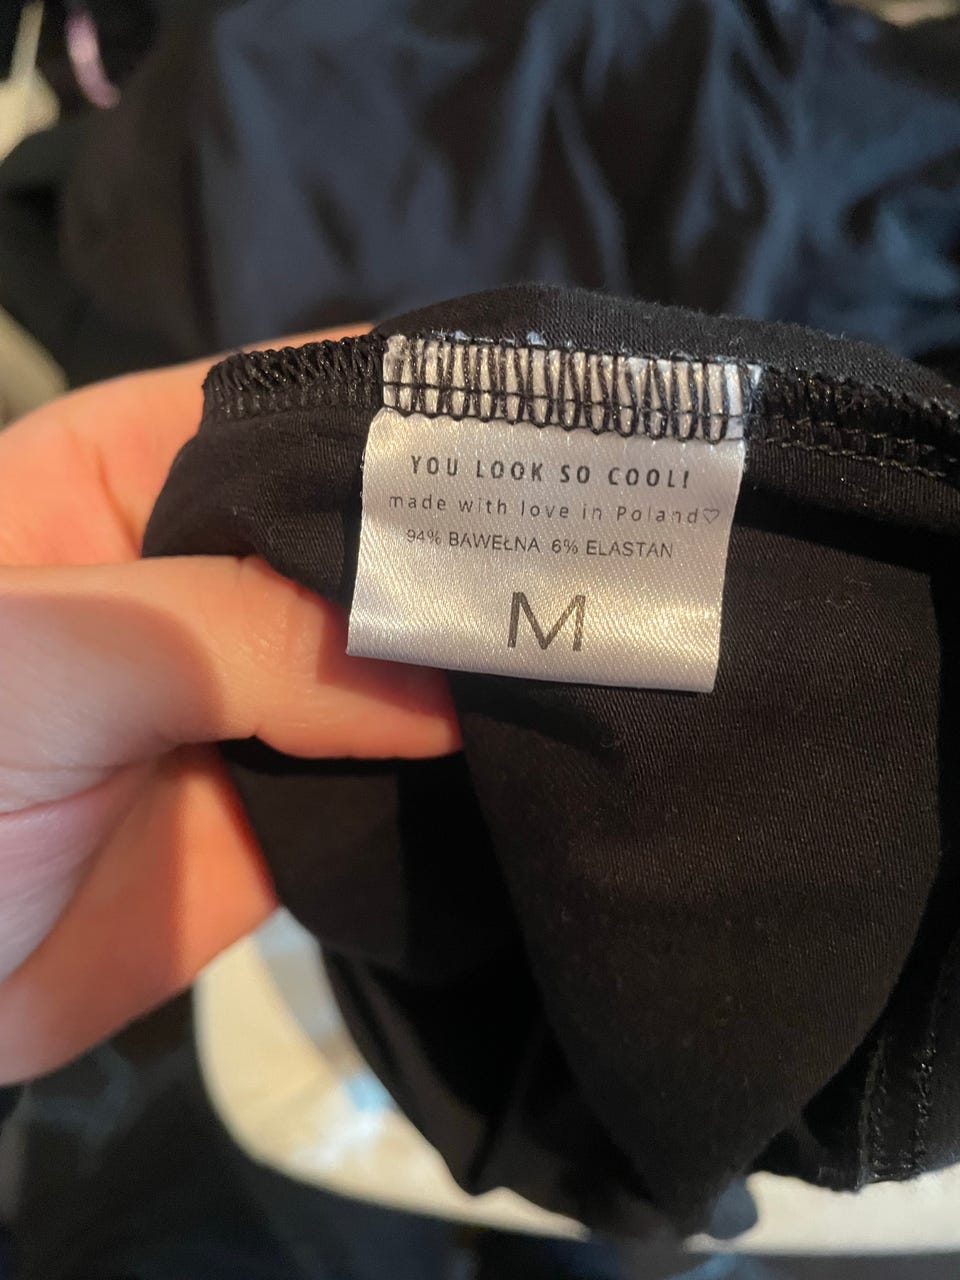 YOU LOOK SO COOL!
made with love in Poland♡
94% BAWEŁNA 6% ELASTAN
M